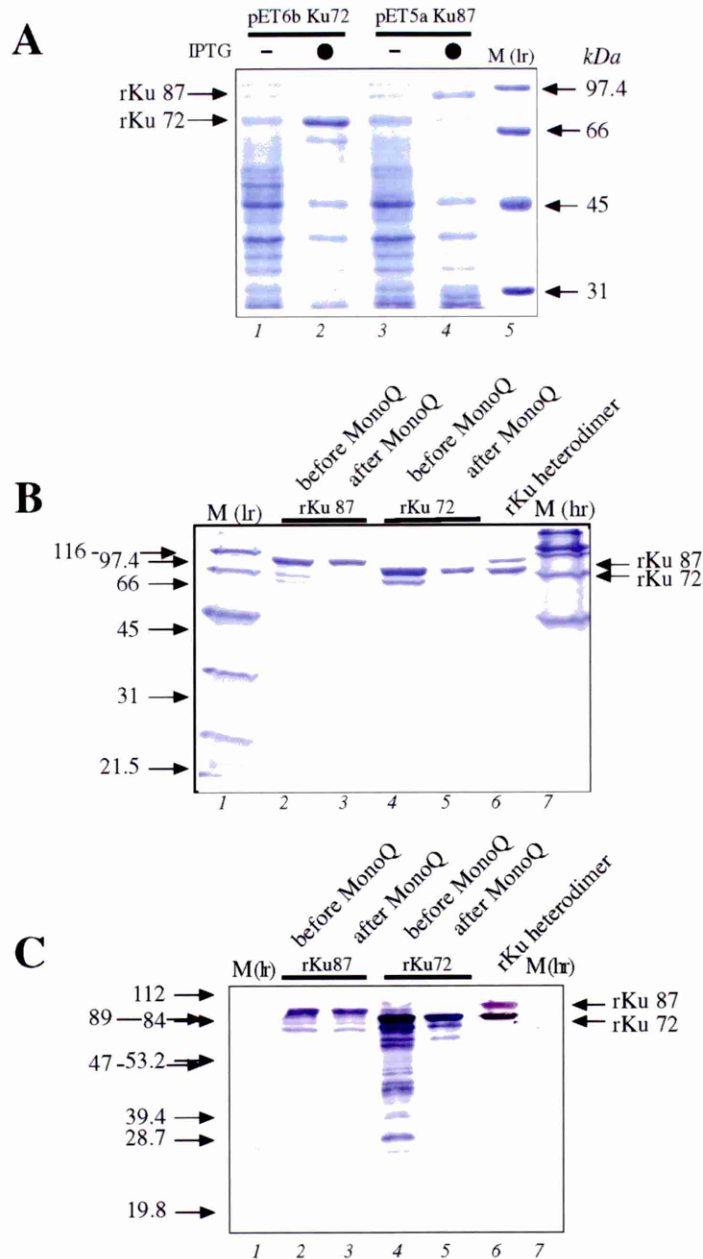 A
pET6b Ku72 pET5a Ku87
IPTG – ● – ● M (lr) kDa
rKu 87
rKu 72
97.4
66
45
31
1 2 3 4 5
B
before MonoQ after MonoQ before MonoQ after MonoQ rKu heterodimer
M (lr) rKu 87 rKu 72 M (hr)
116
97.4
66
45
31
21.5
rKu 87
rKu 72
1 2 3 4 5 6 7
C
before MonoQ after MonoQ before MonoQ after MonoQ rKu heterodimer
M(lr) rKu87 rKu72 M(hr)
112
89 84
47 53.2
39.4
28.7
19.8
rKu 87
rKu 72
1 2 3 4 5 6 7